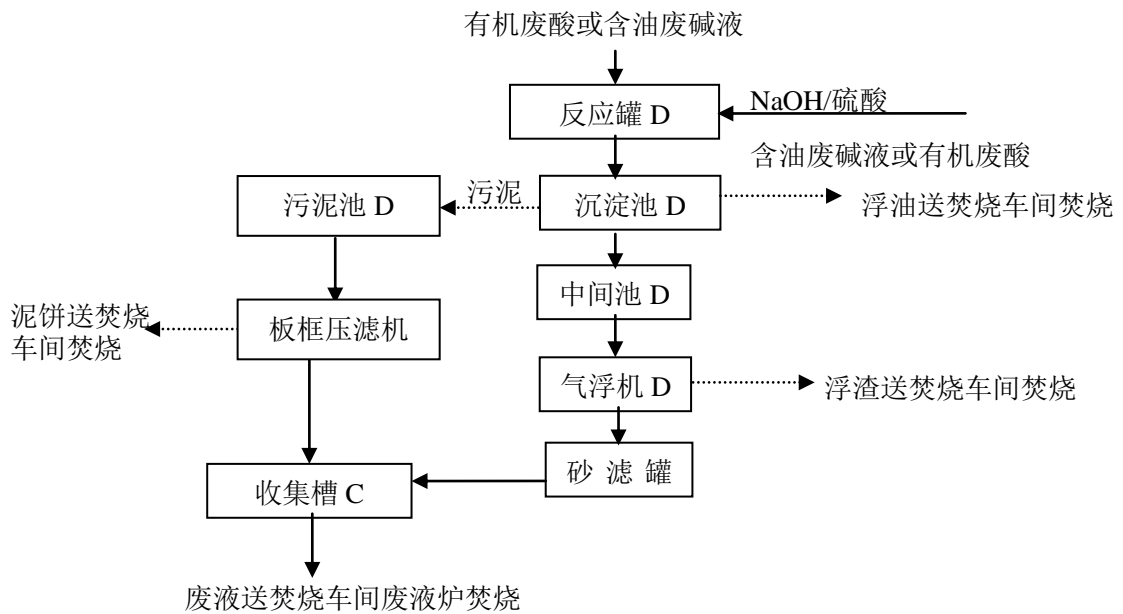 有机废酸或含油废碱液
反应罐 D
NaOH/硫酸
含油废碱液或有机废酸
污泥池 D
污泥
沉淀池 D
浮油送焚烧车间焚烧
中间池 D
泥饼送焚烧
车间焚烧
板框压滤机
气浮机 D
浮渣送焚烧车间焚烧
砂 滤 罐
收集槽 C
废液送焚烧车间废液炉焚烧